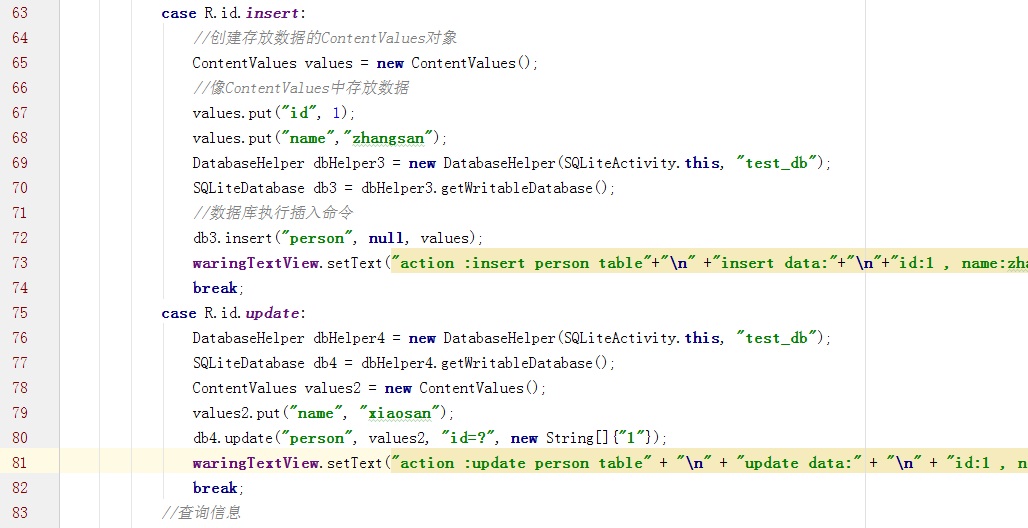 63 case R.id.insert:
64 //创建存放数据的ContentValues对象
65 ContentValues values = new ContentValues();
66 //像ContentValues中存放数据
67 values.put("id", 1);
68 values.put("name","zhangsan");
69 DatabaseHelper dbHelper3 = new DatabaseHelper(SQLiteActivity.this, "test_db");
70 SQLiteDatabase db3 = dbHelper3.getWritableDatabase();
71 //数据库执行插入命令
72 db3.insert("person", null, values);
73 waringTextView.setText("action :insert person table"+"\n" +"insert data:"+"\n"+"id:1 , name:zha
74 break;
75 case R.id.update:
76 DatabaseHelper dbHelper4 = new DatabaseHelper(SQLiteActivity.this, "test_db");
77 SQLiteDatabase db4 = dbHelper4.getWritableDatabase();
78 ContentValues values2 = new ContentValues();
79 values2.put("name", "xiaosan");
80 db4.update("person", values2, "id=?", new String[]{"1"});
81 waringTextView.setText("action :update person table" + "\n" + "update data:" + "\n" + "id:1 , n
82 break;
83 //查询信息